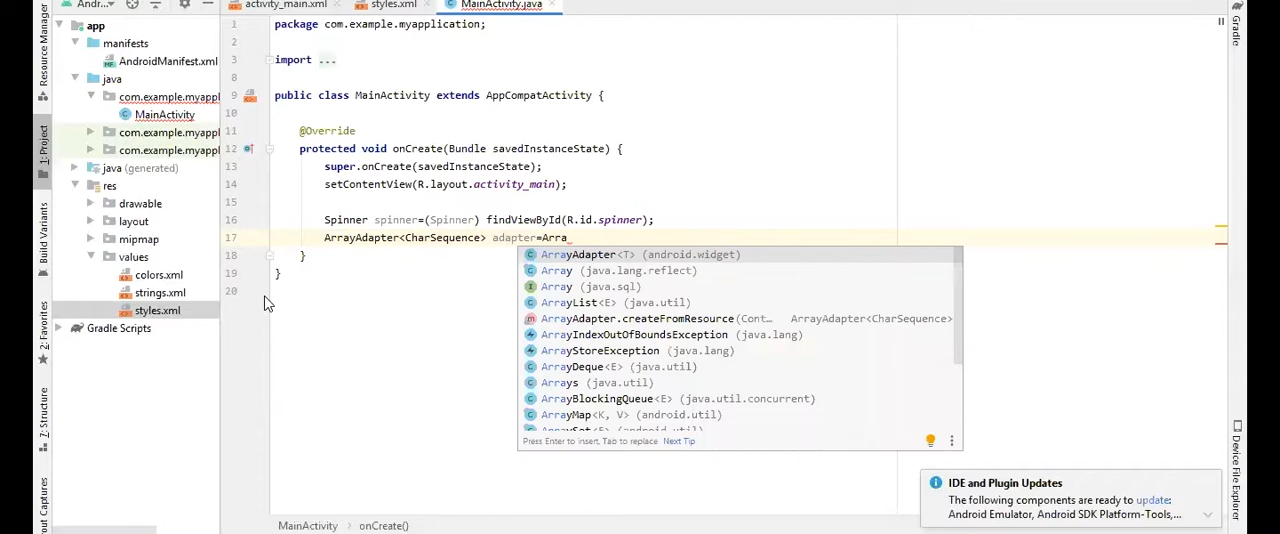 Andr...
activity_main.xml
styles.xml
MainActivity.java
Resource Manager
1: Project
Build Variants
2: Favorites
7: Structure
out Captures
app
manifests
AndroidManifest.xml
java
com.example.myappl
MainActivity
com.example.myappl
com.example.myappl
java (generated)
res
drawable
layout
mipmap
values
colors.xml
strings.xml
styles.xml
Gradle Scripts
1 package com.example.myapplication;
2
3 import ...
8
9 public class MainActivity extends AppCompatActivity {
10
11 @Override
12 protected void onCreate(Bundle savedInstanceState) {
13 super.onCreate(savedInstanceState);
14 setContentView(R.layout.activity_main);
16 Spinner spinner=(Spinner) findViewById(R.id.spinner);
17 ArrayAdapter<CharSequence> adapter=Arra
18 }
19 }
20
ArrayAdapter<T> (android.widget)
Array (java.lang.reflect)
Array (java.sql)
ArrayList<E> (java.util)
ArrayAdapter.createFromResource(Cont... ArrayAdapter<CharSequence>
ArrayIndexOutOfBoundsException (java.lang)
ArrayStoreException (java.lang)
ArrayDeque<E> (java.util)
Arrays (java.util)
ArrayBlockingQueue<E> (java.util.concurrent)
ArrayMap<K, V> (android.util)
ArraySet<E> (android.util)
Press Enter to insert, Tab to replace Next Tip
MainActivity
onCreate()
Gradle
Device File Explorer
IDE and Plugin Updates
The following components are ready to update:
Android Emulator, Android SDK Platform-Tools,...